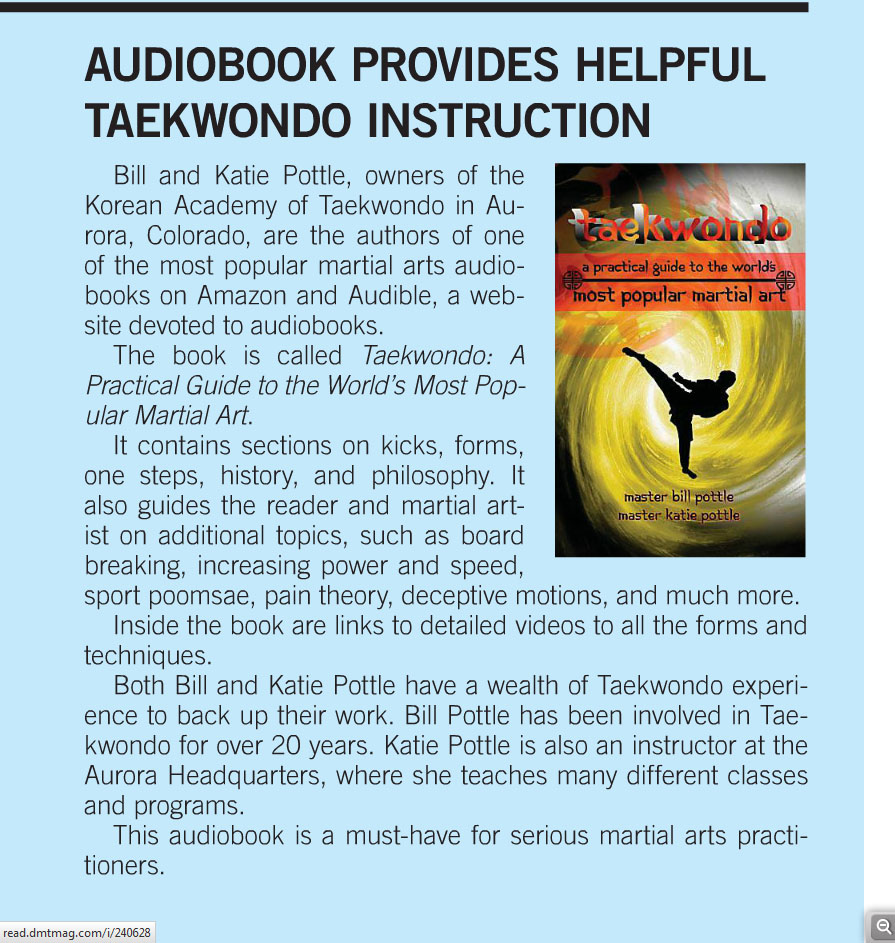 AUDIOBOOK PROVIDES HELPFUL
TAEKWONDO INSTRUCTION
Bill and Katie Pottle, owners of the
Korean Academy of Taekwondo in Au-
rora, Colorado, are the authors of one
of the most popular martial arts audio-
books on Amazon and Audible, a web-
site devoted to audiobooks.
The book is called Taekwondo: A
Practical Guide to the World's Most Pop-
ular Martial Art.
It contains sections on kicks, forms,
one steps, history, and philosophy. It
also guides the reader and martial art-
ist on additional topics, such as board
breaking, increasing power and speed,
sport poomsae, pain theory, deceptive motions, and much more.
Inside the book are links to detailed videos to all the forms and
techniques.
Both Bill and Katie Pottle have a wealth of Taekwondo experi-
ence to back up their work. Bill Pottle has been involved in Tae-
kwondo for over 20 years. Katie Pottle is also an instructor at the
Aurora Headquarters, where she teaches many different classes
and programs.
This audiobook is a must-have for serious martial arts practi-
tioners.
taekwondo
a practical guide to the world's
most popular martial art
master bill pottle
master katie pottle
read.dmtmag.com/i/240628